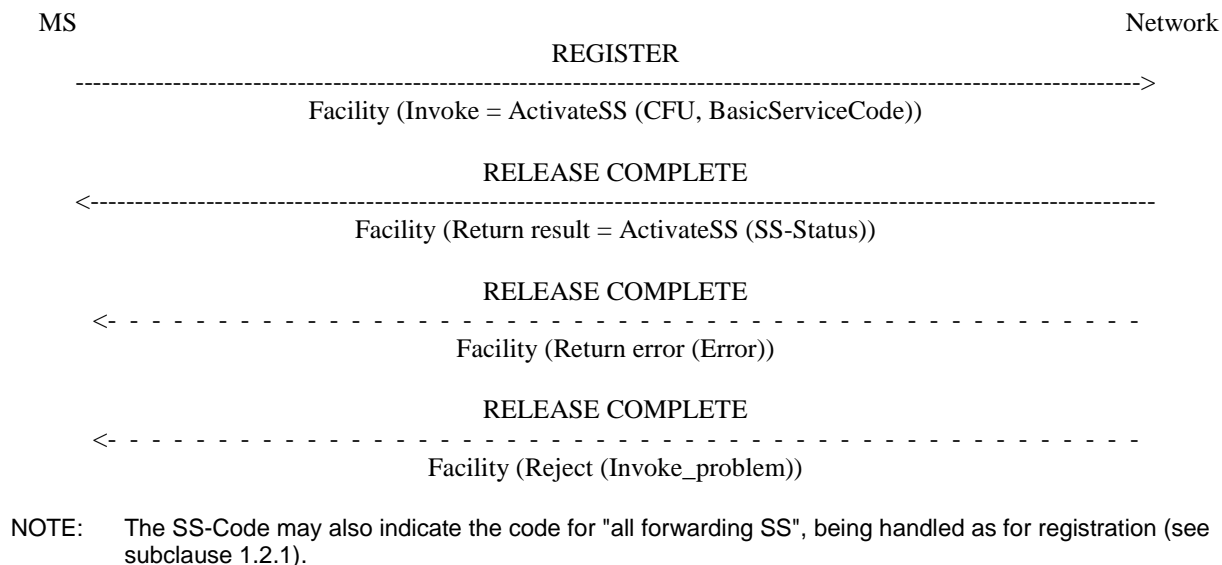 MS Network
REGISTER
------------------------------------------------------------------------------------------------------------------------>
Facility (Invoke = ActivateSS (CFU, BasicServiceCode))
RELEASE COMPLETE
<------------------------------------------------------------------------------------------------------------------------
Facility (Return result = ActivateSS (SS-Status))
RELEASE COMPLETE
<- - - - - - - - - - - - - - - - - - - - - - - - - - - - - - - - - - - - - - - - - - - - - - - -
Facility (Return error (Error))
RELEASE COMPLETE
<- - - - - - - - - - - - - - - - - - - - - - - - - - - - - - - - - - - - - - - - - - - - - - - -
Facility (Reject (Invoke_problem))
NOTE: The SS-Code may also indicate the code for "all forwarding SS", being handled as for registration (see
subclause 1.2.1).